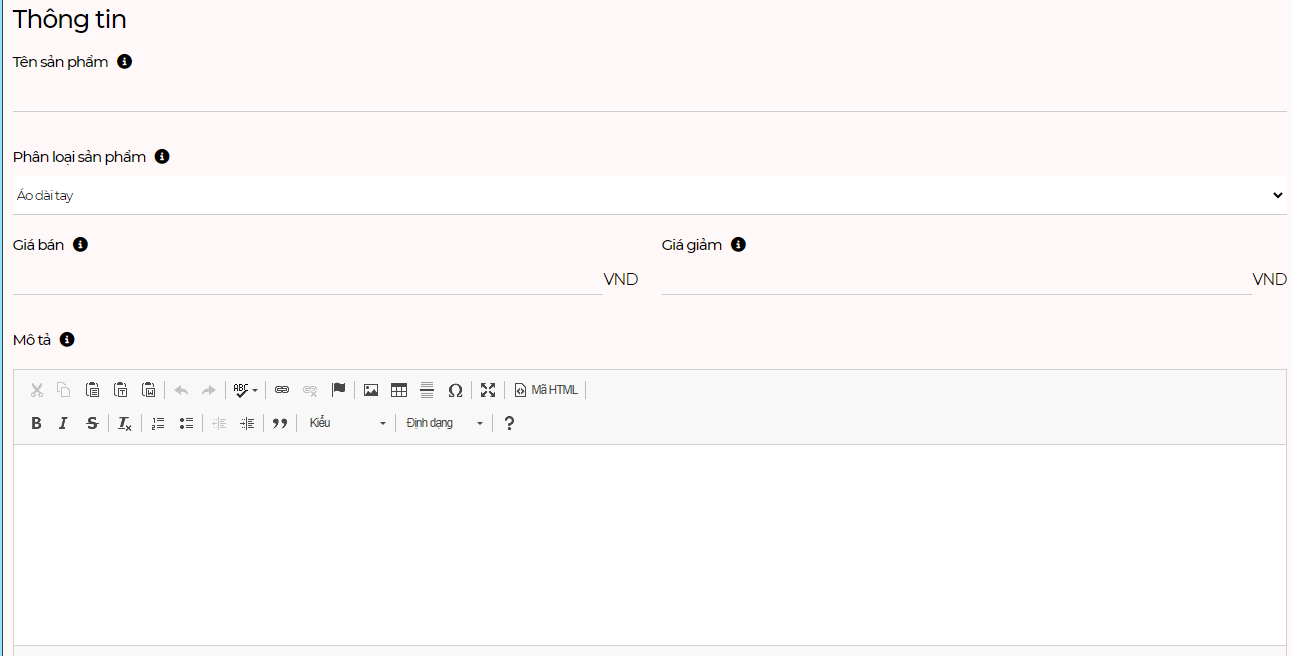 Thông tin
Tên sản phẩm
Phân loại sản phẩm
Áo dài tay
Giá bán Giá giảm
VND VND
Mô tả
ABC Mã HTML
B I S Kiểu Định dạng ?